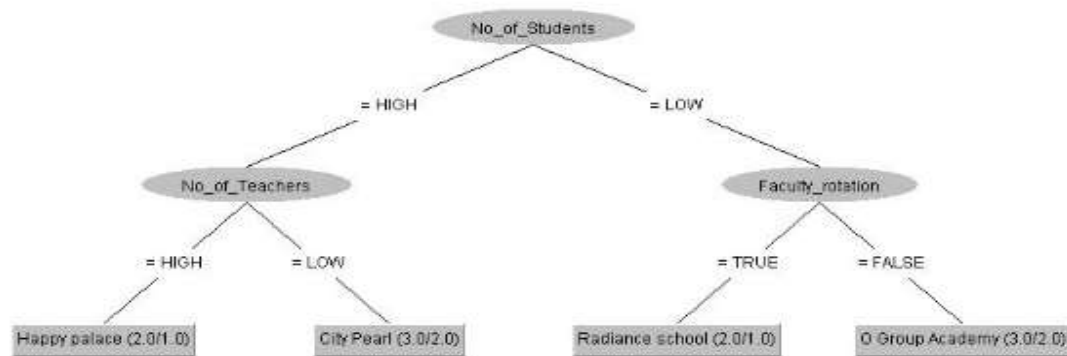 No_of_Students
= HIGH
= LOW
No_of_Teachers
Faculty_rotation
= HIGH
= LOW
= TRUE
= FALSE
Happy palace (2.0/1.0)
City Pearl (3.0/2.0)
Radiance school (2.0/1.0)
O Group Academy (3.0/2.0)